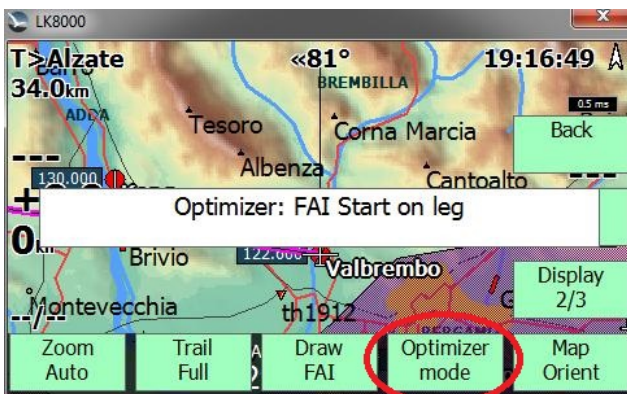 LK8000
T>Alzate
«81°
19:16:49
34.0km
BREMBILLA
0.5 ms
ADDA
Tesoro
Corna Marcia
Back
Albenza
Cantoalto
---
130.000
---
Optimizer: FAI Start on leg
Brivio
122.600
Valbrembo
Display
2/3
Montevecchia
th1912
--/--
Zoom
Auto
Trail
Full
Draw
FAI
Optimizer
mode
Map
Orient